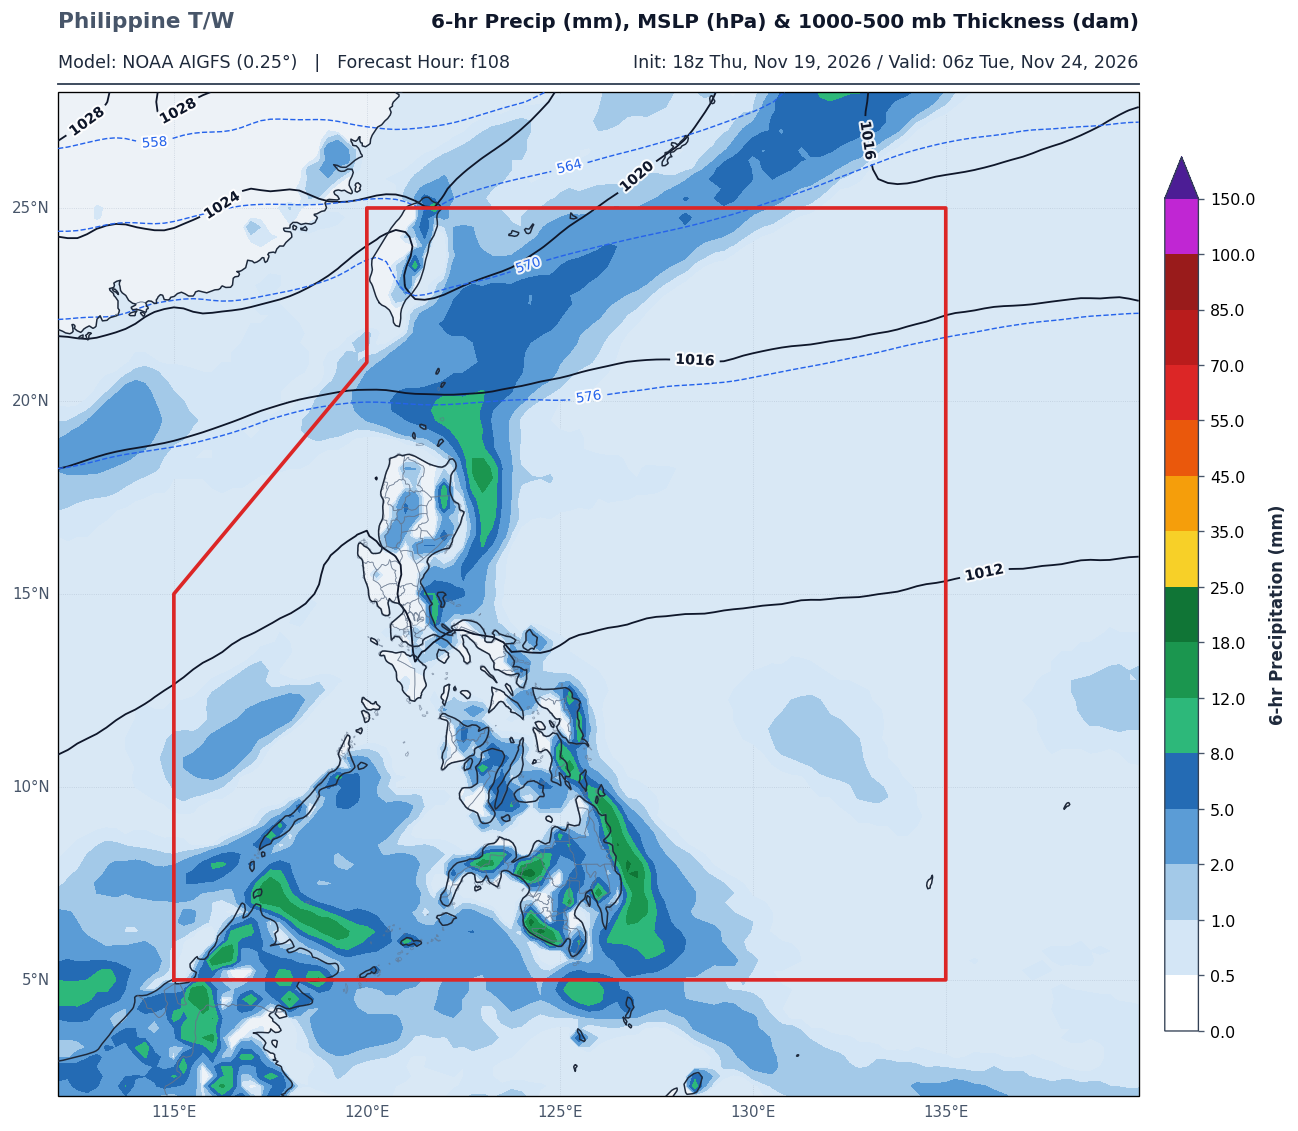 Philippine T/W
6-hr Precip (mm), MSLP (hPa) & 1000-500 mb Thickness (dam)
Model: NOAA AIGFS (0.25°) | Forecast Hour: f108
Init: 18z Thu, Nov 19, 2026 / Valid: 06z Tue, Nov 24, 2026
1028
1028
558
564
1020
1016
1024
570
1016
576
1012
25°N
20°N
15°N
10°N
5°N
115°E
120°E
125°E
130°E
135°E
150.0
100.0
85.0
70.0
55.0
45.0
35.0
25.0
18.0
12.0
8.0
5.0
2.0
1.0
0.5
0.0
6-hr Precipitation (mm)